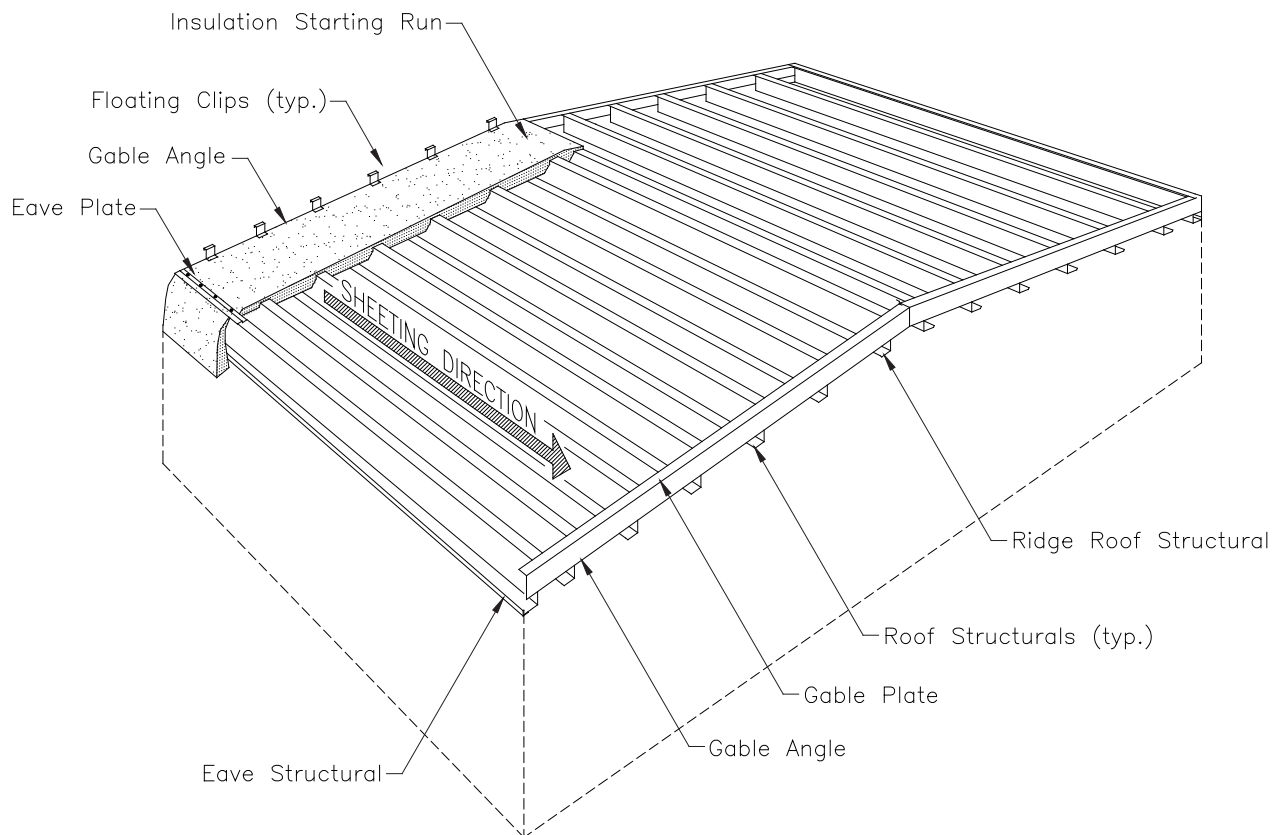 Insulation Starting Run
Floating Clips (typ.)
Gable Angle
Eave Plate
SHEETING DIRECTION
Ridge Roof Structural
Roof Structurals (typ.)
Gable Plate
Gable Angle
Eave Structural